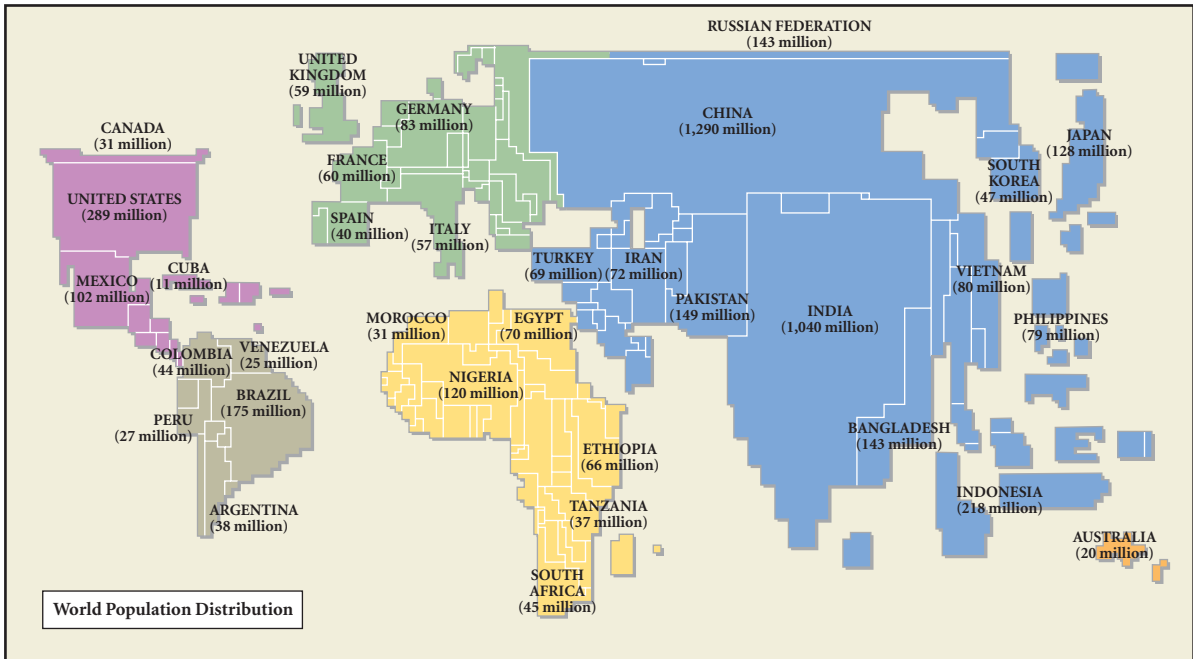 RUSSIAN FEDERATION
(143 million)
UNITED
KINGDOM
(59 million)
GERMANY
(83 million)
CHINA
(1,290 million)
CANADA
(31 million)
JAPAN
(128 million)
FRANCE
(60 million)
SOUTH
KOREA
(47 million)
UNITED STATES
(289 million)
SPAIN
(40 million)
ITALY
(57 million)
TURKEY
(69 million)
IRAN
(72 million)
CUBA
(11 million)
MEXICO
(102 million)
VIETNAM
(80 million)
PAKISTAN
(149 million)
INDIA
(1,040 million)
MOROCCO
(31 million)
EGYPT
(70 million)
PHILIPPINES
(79 million)
VENEZUELA
(25 million)
COLOMBIA
(44 million)
NIGERIA
(120 million)
BRAZIL
(175 million)
PERU
(27 million)
BANGLADESH
(143 million)
ETHIOPIA
(66 million)
INDONESIA
(218 million)
ARGENTINA
(38 million)
TANZANIA
(37 million)
AUSTRALIA
(20 million)
SOUTH
AFRICA
(45 million)
World Population Distribution